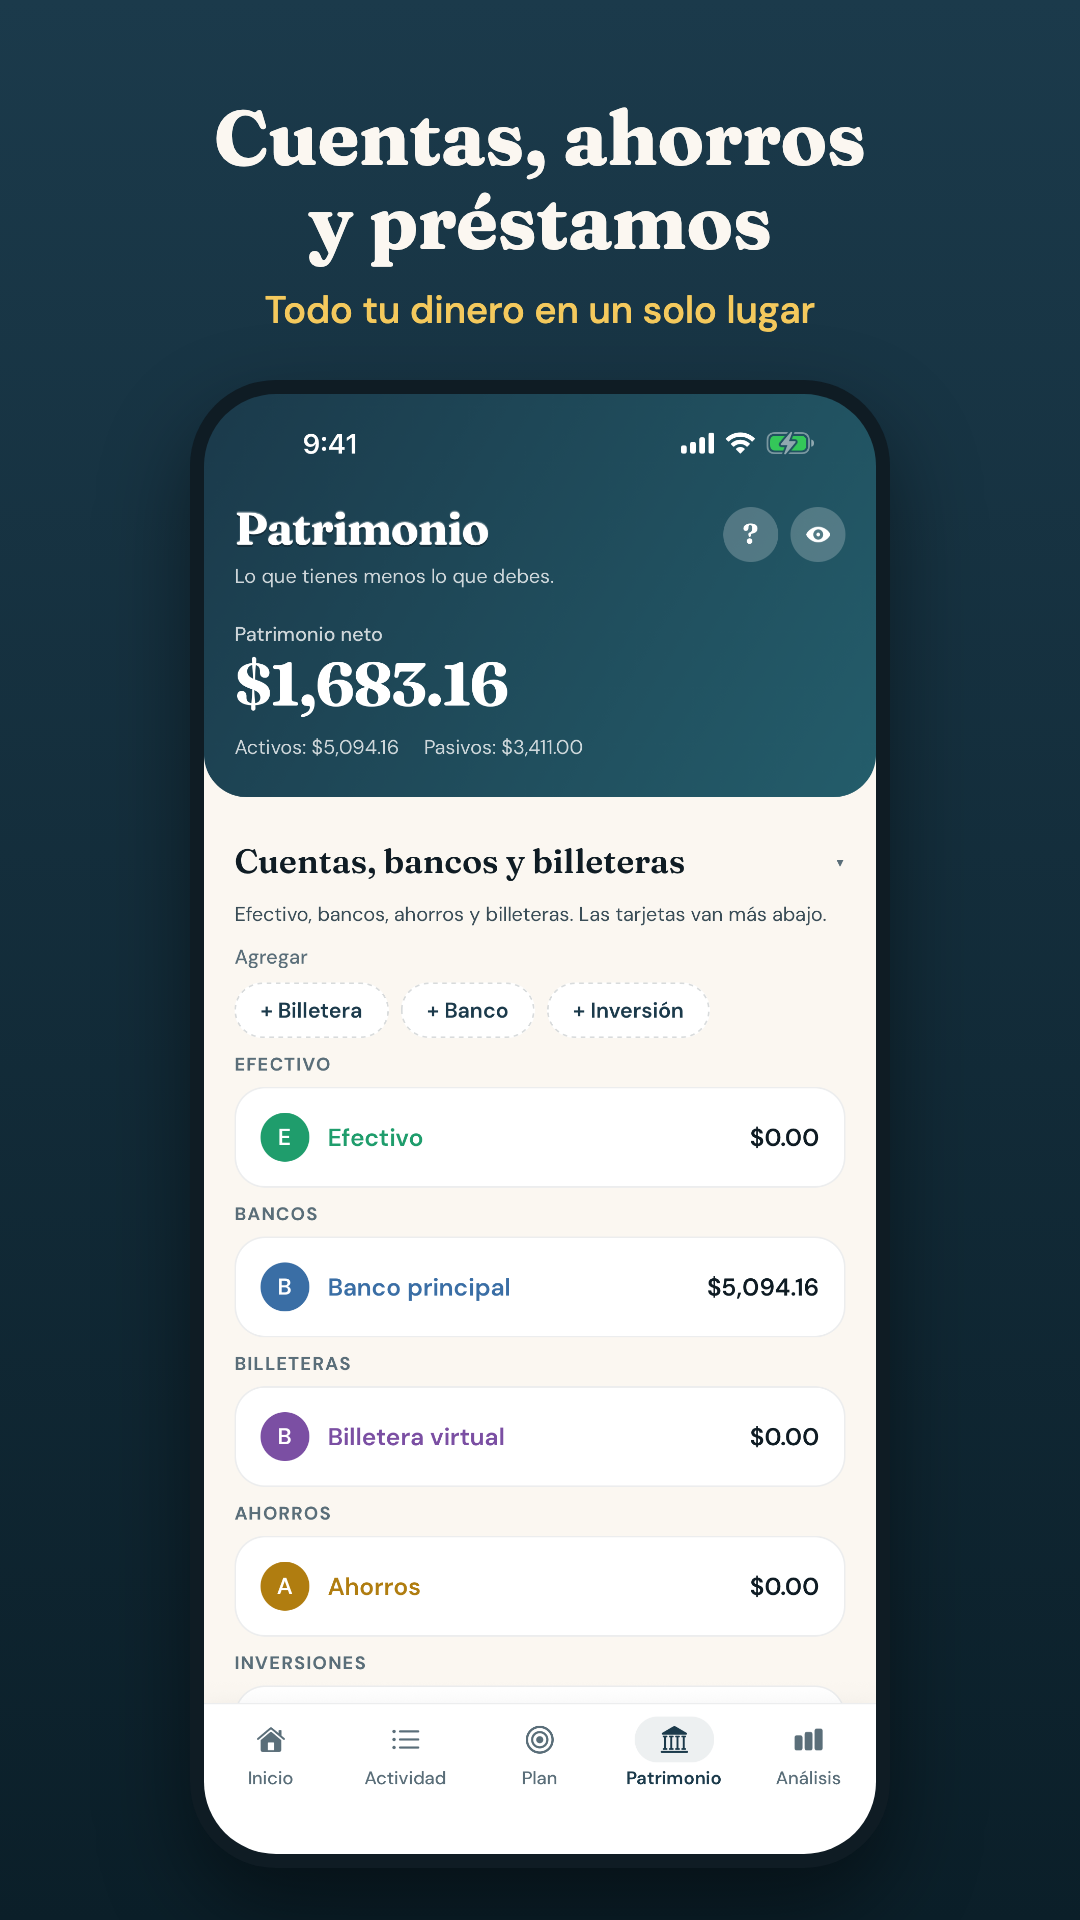 Cuentas, ahorros
y préstamos
Todo tu dinero en un solo lugar
9:41
Patrimonio
?
Lo que tienes menos lo que debes.
Patrimonio neto
$1,683.16
Activos: $5,094.16 Pasivos: $3,411.00
Cuentas, bancos y billeteras
Efectivo, bancos, ahorros y billeteras. Las tarjetas van más abajo.
Agregar
+ Billetera + Banco + Inversión
EFECTIVO
E Efectivo $0.00
BANCOS
B Banco principal $5,094.16
BILLETERAS
B Billetera virtual $0.00
AHORROS
A Ahorros $0.00
INVERSIONES
Inicio Actividad Plan Patrimonio Análisis